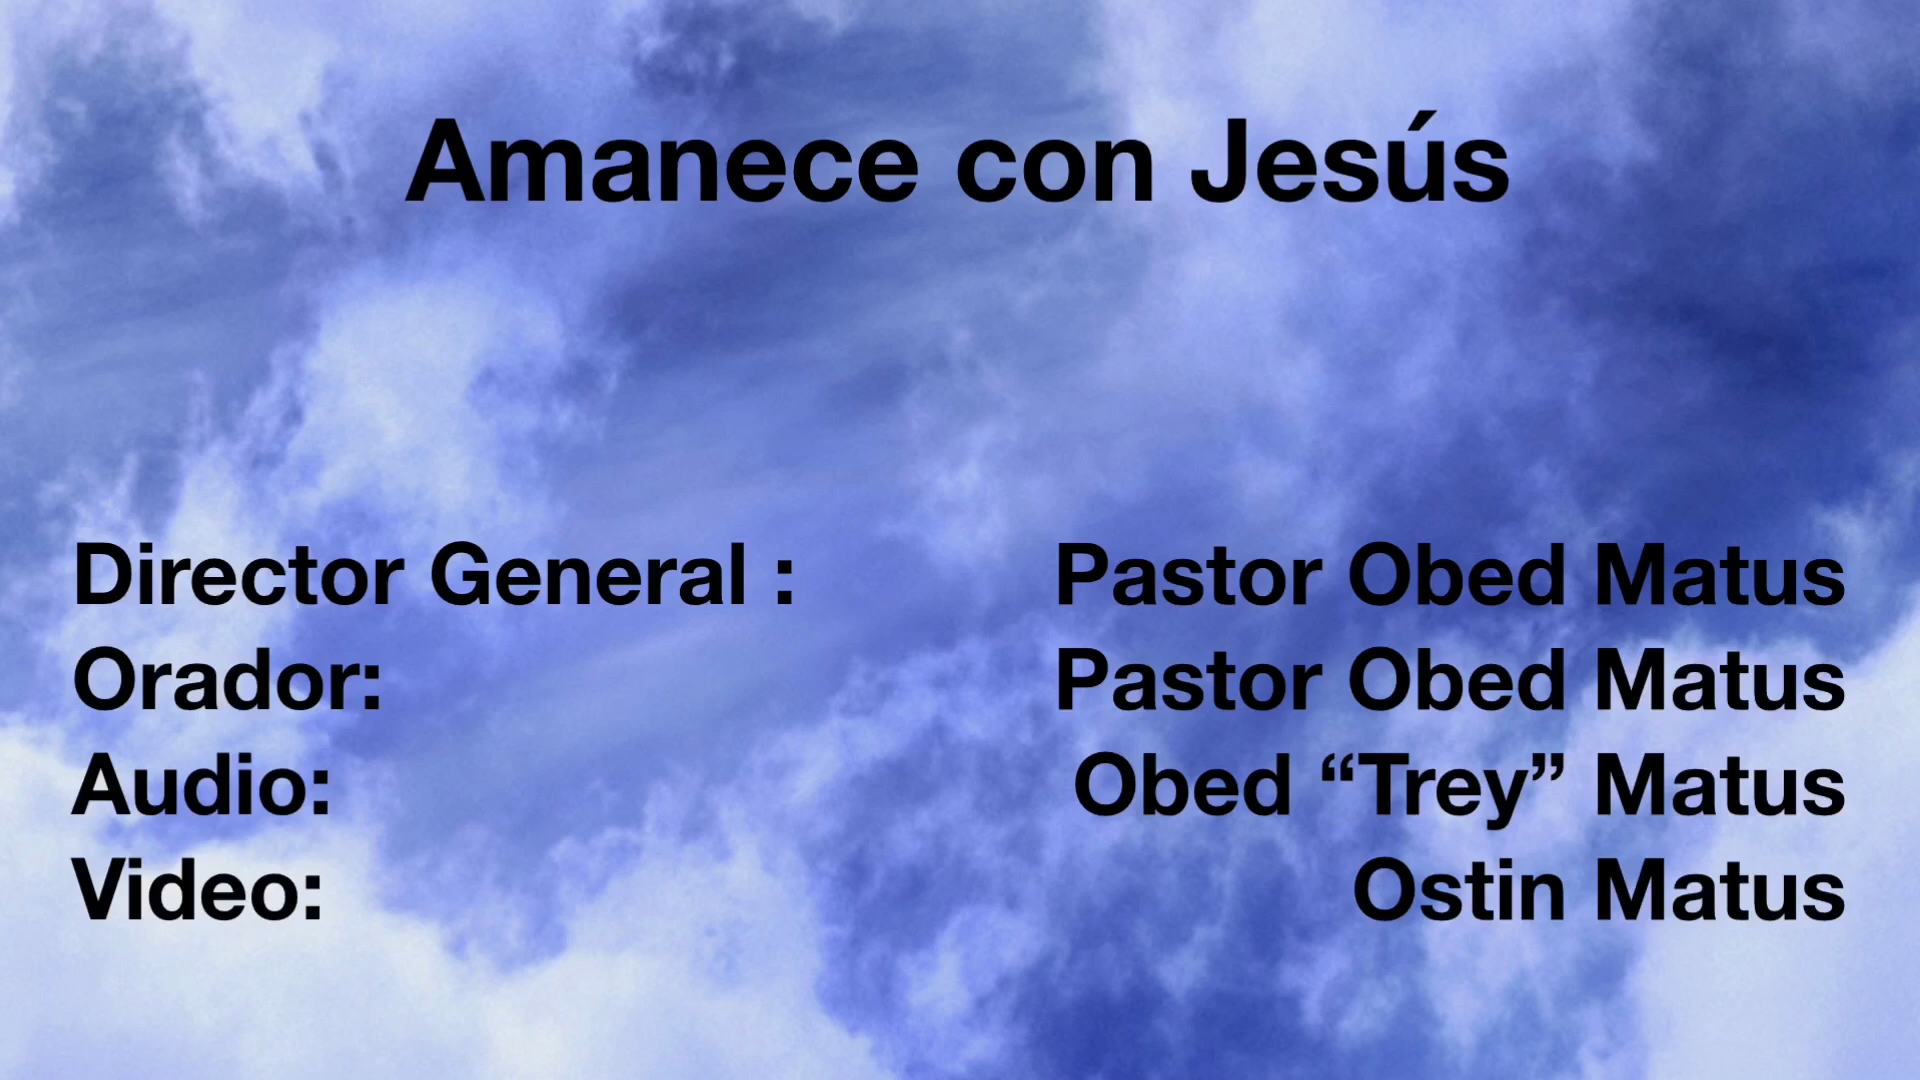 Amanece con Jesús
Director General : Pastor Obed Matus
Orador: Pastor Obed Matus
Audio: Obed “Trey” Matus
Video: Ostin Matus